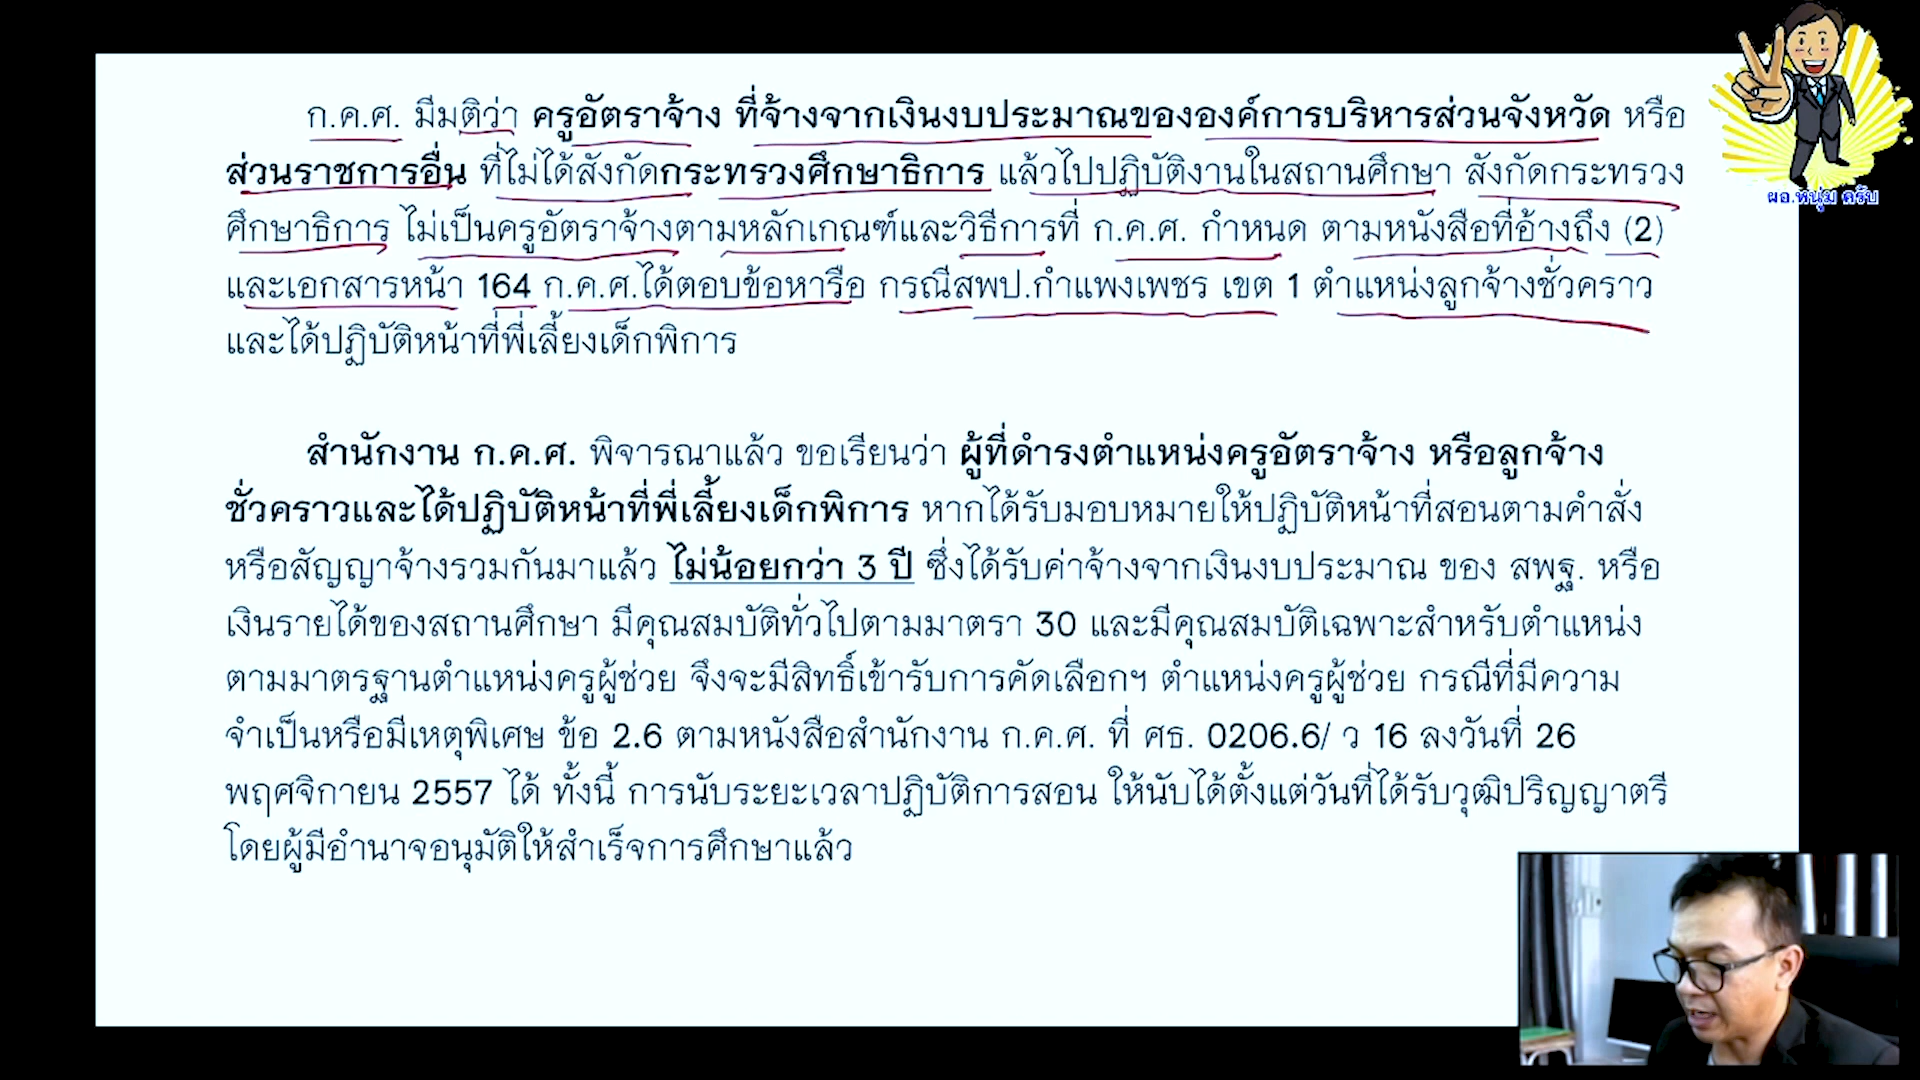 ก.ค.ศ. มีมติว่า ครูอัตราจ้าง ที่จ้างจากเงินงบประมาณขององค์การบริหารส่วนจังหวัด หรือ
ส่วนราชการอื่น ที่ไม่ได้สังกัดกระทรวงศึกษาธิการ แล้วไปปฏิบัติงานในสถานศึกษา สังกัดกระทรวง
ศึกษาธิการ ไม่เป็นครูอัตราจ้างตามหลักเกณฑ์และวิธีการที่ ก.ค.ศ. กำหนด ตามหนังสือที่อ้างถึง (2)
และเอกสารหน้า 164 ก.ค.ศ.ได้ตอบข้อหารือ กรณีสพป.กำแพงเพชร เขต 1 ตำแหน่งลูกจ้างชั่วคราว
และได้ปฏิบัติหน้าที่พี่เลี้ยงเด็กพิการ
สำนักงาน ก.ค.ศ. พิจารณาแล้ว ขอเรียนว่า ผู้ที่ดำรงตำแหน่งครูอัตราจ้าง หรือลูกจ้าง
ชั่วคราวและได้ปฏิบัติหน้าที่พี่เลี้ยงเด็กพิการ หากได้รับมอบหมายให้ปฏิบัติหน้าที่สอนตามคำสั่ง
หรือสัญญาจ้างรวมกันมาแล้ว ไม่น้อยกว่า 3 ปี ซึ่งได้รับค่าจ้างจากเงินงบประมาณ ของ สพฐ. หรือ
เงินรายได้ของสถานศึกษา มีคุณสมบัติทั่วไปตามมาตรา 30 และมีคุณสมบัติเฉพาะสำหรับตำแหน่ง
ตามมาตรฐานตำแหน่งครูผู้ช่วย จึงจะมีสิทธิ์เข้ารับการคัดเลือกฯ ตำแหน่งครูผู้ช่วย กรณีที่มีความ
จำเป็นหรือมีเหตุพิเศษ ข้อ 2.6 ตามหนังสือสำนักงาน ก.ค.ศ. ที่ ศธ. 0206.6/ ว 16 ลงวันที่ 26
พฤศจิกายน 2557 ได้ ทั้งนี้ การนับระยะเวลาปฏิบัติการสอน ให้นับได้ตั้งแต่วันที่ได้รับวุฒิปริญญาตรี
โดยผู้มีอำนาจอนุมัติให้สำเร็จการศึกษาแล้ว
ผอ.หนุ่ม ครับ